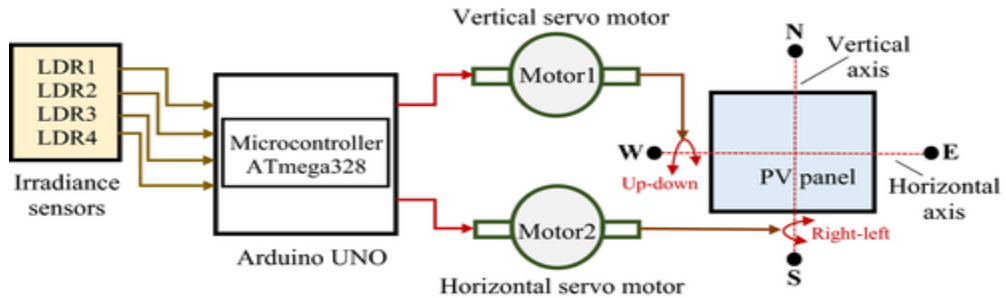 LDR1
LDR2
LDR3
LDR4
Irradiance
sensors
Microcontroller
ATmega328
Arduino UNO
Vertical servo motor
Motor1
Motor2
Horizontal servo motor
N
Vertical
axis
W
E
Up-down
PV panel
Horizontal
axis
Right-left
S